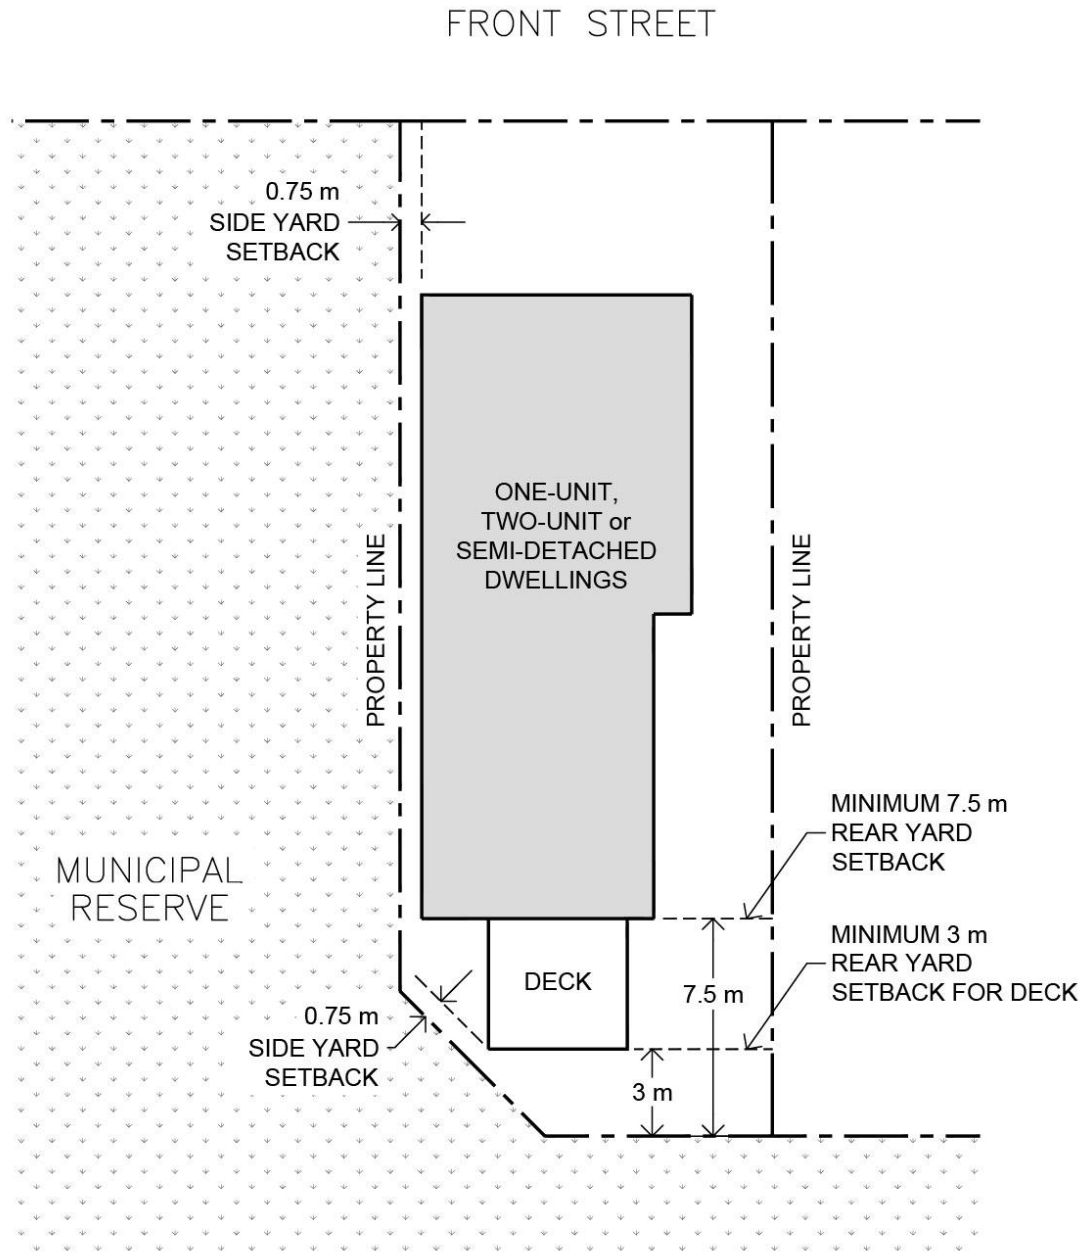 FRONT STREET
0.75 m
SIDE YARD
SETBACK
ONE-UNIT,
TWO-UNIT or
SEMI-DETACHED
DWELLINGS
PROPERTY LINE
PROPERTY LINE
MINIMUM 7.5 m
REAR YARD
SETBACK
MUNICIPAL
RESERVE
MINIMUM 3 m
REAR YARD
SETBACK FOR DECK
DECK
7.5 m
0.75 m
SIDE YARD
SETBACK
3 m